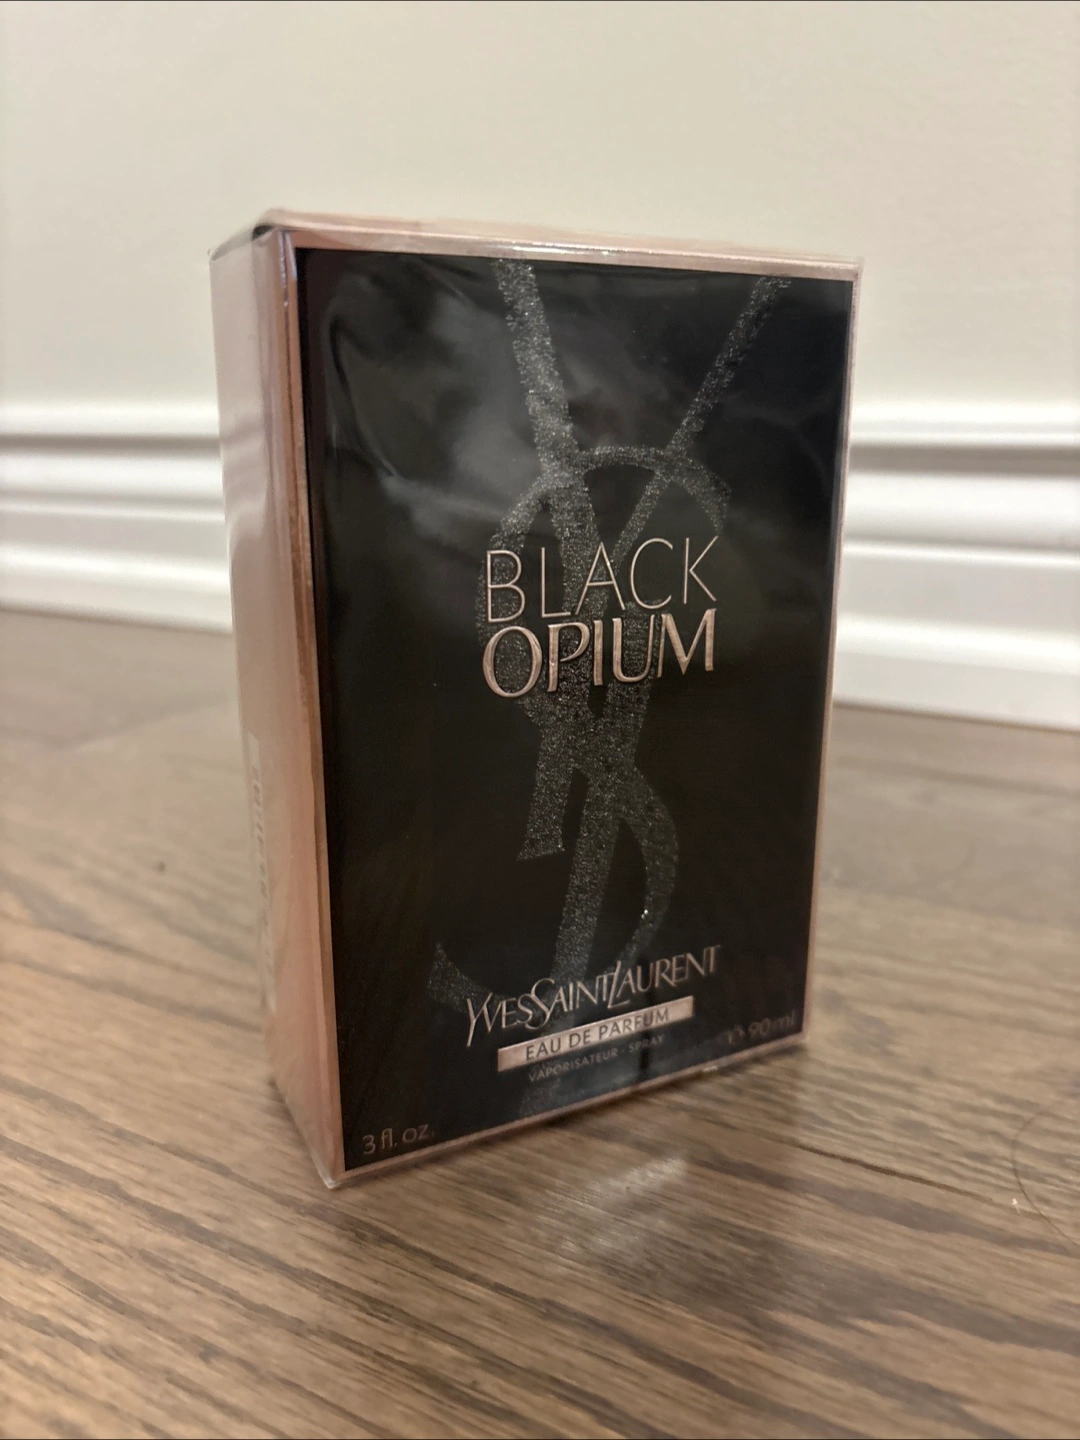 BLACK
OPIUM
YVESSAINTLAURENT
EAU DE PARFUM
VAPORISATEUR - SPRAY
3 fl. oz. 90 ml